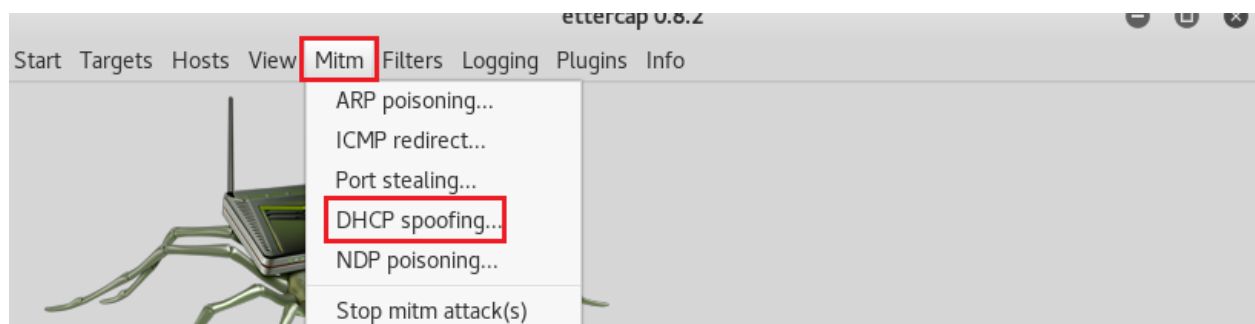 ettercap 0.8.2
Start Targets Hosts View Mitm Filters Logging Plugins Info
ARP poisoning...
ICMP redirect...
Port stealing...
DHCP spoofing...
NDP poisoning...
Stop mitm attack(s)